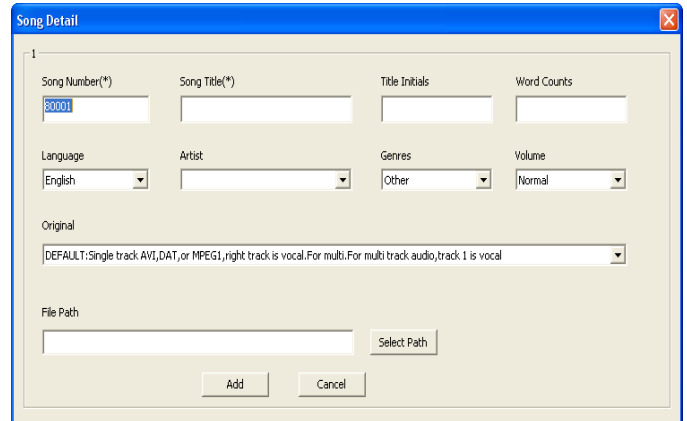 Song Detail
1
Song Number(*) Song Title(*) Title Initials Word Counts
80001
Language Artist Genres Volume
English Other Normal
Original
DEFAULT:Single track AVI,DAT,or MPEG1,right track is vocal.For multi.For multi track audio,track 1 is vocal
File Path
Select Path
Add Cancel